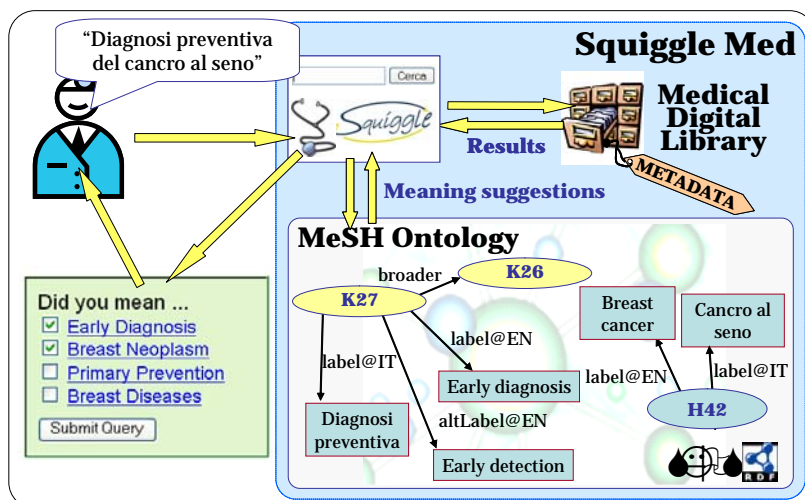 “Diagnosi preventiva
del cancro al seno”
Squiggle Med
Cerca
Squiggle
Medical
Digital
Library
Results
METADATA
Meaning suggestions
MeSH Ontology
K26
broader
K27
Did you mean ...
Early Diagnosis
Breast Neoplasm
Primary Prevention
Breast Diseases
Submit Query
label@IT
label@EN
Early diagnosis
Diagnosi
preventiva
altLabel@EN
Early detection
Breast
cancer
Cancro al
seno
label@EN
label@IT
H42
RDF